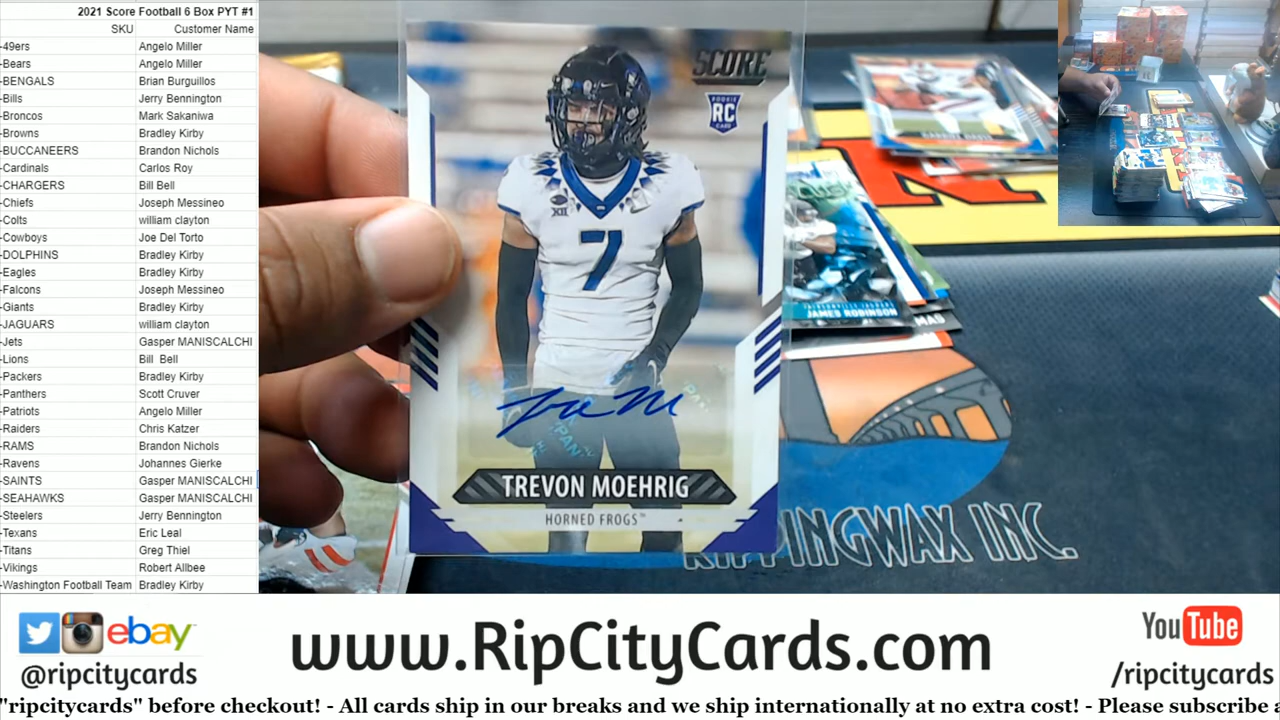 2021 Score Football 6 Box PYT #1
SKU Customer Name
-49ers Angelo Miller
-Bears Angelo Miller
-BENGALS Brian Burguillos
-Bills Jerry Bennington
-Broncos Mark Sakaniwa
-Browns Bradley Kirby
-BUCCANEERS Brandon Nichols
-Cardinals Carlos Roy
-CHARGERS Bill Bell
-Chiefs Joseph Messineo
-Colts william clayton
-Cowboys Joe Del Torto
-DOLPHINS Bradley Kirby
-Eagles Bradley Kirby
-Falcons Joseph Messineo
-Giants Bradley Kirby
-JAGUARS william clayton
-Jets Gasper MANISCALCHI
-Lions Bill Bell
-Packers Bradley Kirby
-Panthers Scott Cruver
-Patriots Angelo Miller
-Raiders Chris Katzer
-RAMS Brandon Nichols
-Ravens Johannes Gierke
-SAINTS Gasper MANISCALCHI
-SEAHAWKS Gasper MANISCALCHI
-Steelers Jerry Bennington
-Texans Eric Leal
-Titans Greg Thiel
-Vikings Robert Allbee
-Washington Football Team Bradley Kirby
SCORE
ROOKIE
RC
CARD
XII
7
TREVON MOEHRIG
HORNED FROGS™
JAMES ROBINSON
RIPPINGWAX INC.
ebay
@ripcitycards
www.RipCityCards.com
YouTube
/ripcitycards
"ripcitycards" before checkout! - All cards ship in our breaks and we ship internationally at no extra cost! - Please subscribe a